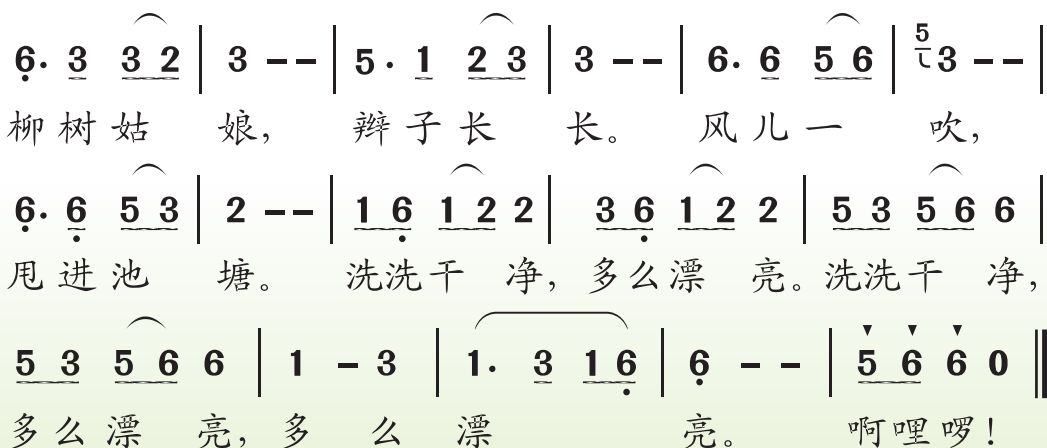 6. 3 3 2 | 3 - - | 5. 1 2 3 | 3 - - | 6. 6 5 6 | 5 3 - - |
柳树姑 娘, 辫子长 长。 风儿一 吹,
6. 6 5 3 | 2 - - | 1 6 1 2 2 | 3 6 1 2 2 | 5 3 5 6 6 |
甩进池 塘。 洗洗干 净, 多么漂 亮。洗洗干 净,
5 3 5 6 6 | 1 - 3 | 1. 3 1 6 | 6 - - | 5 6 6 0 ‖
多么漂 亮, 多 么 漂 亮。 啊哩啰!